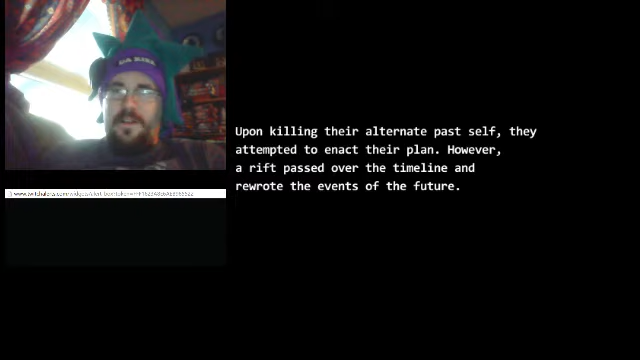 Upon killing their alternate past self, they
attempted to enact their plan. However,
a rift passed over the timeline and
rewrote the events of the future.